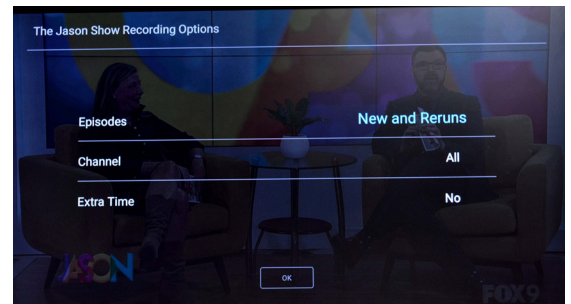 The Jason Show Recording Options
Episodes New and Reruns
Channel All
Extra Time No
OK
JASON
FOX9